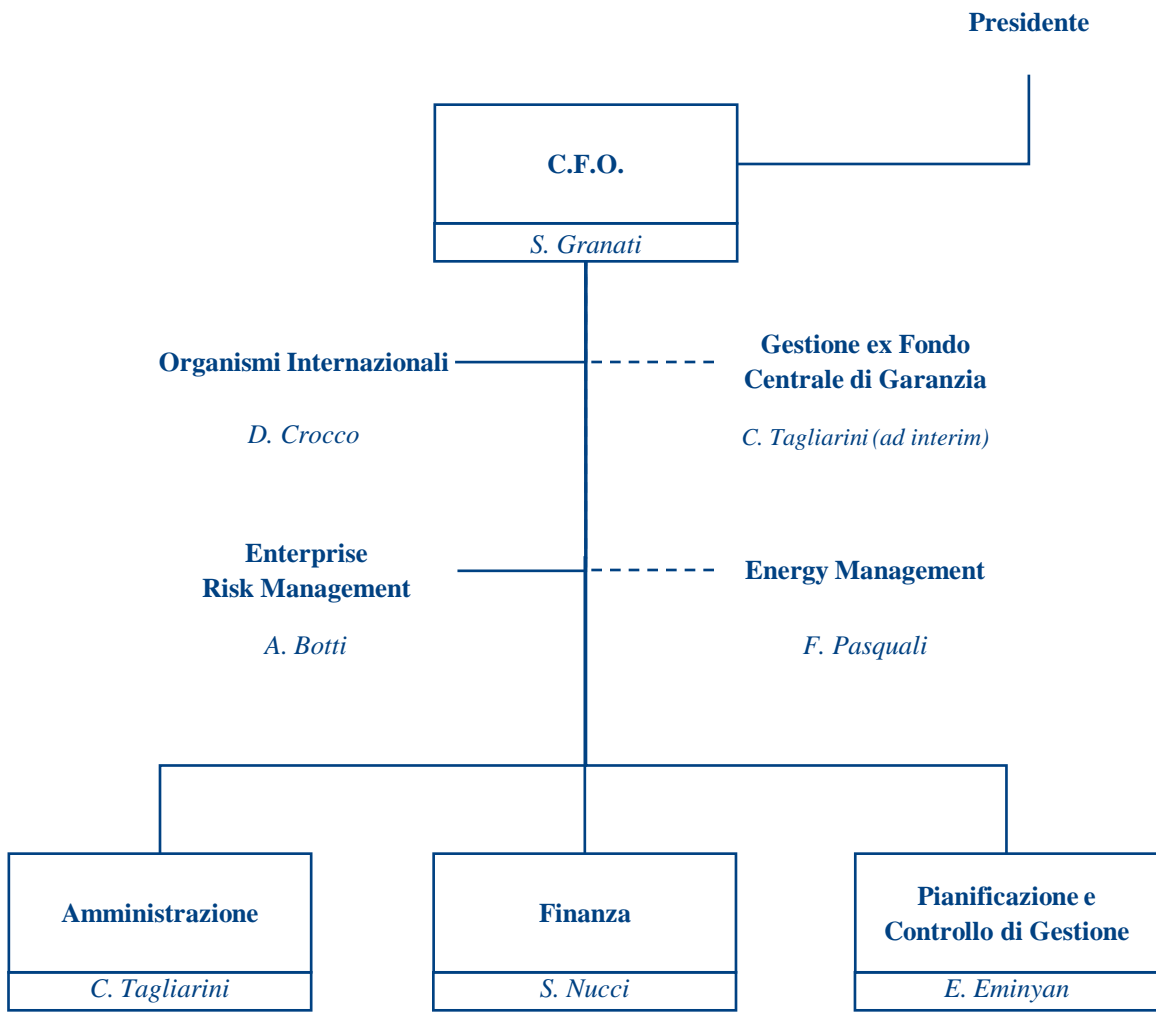 Presidente
C.F.O.
S. Granati
Organismi Internazionali
D. Crocco
Gestione ex Fondo
Centrale di Garanzia
C. Tagliarini (ad interim)
Enterprise
Risk Management
A. Botti
Energy Management
F. Pasquali
Amministrazione
C. Tagliarini
Finanza
S. Nucci
Pianificazione e
Controllo di Gestione
E. Eminyan